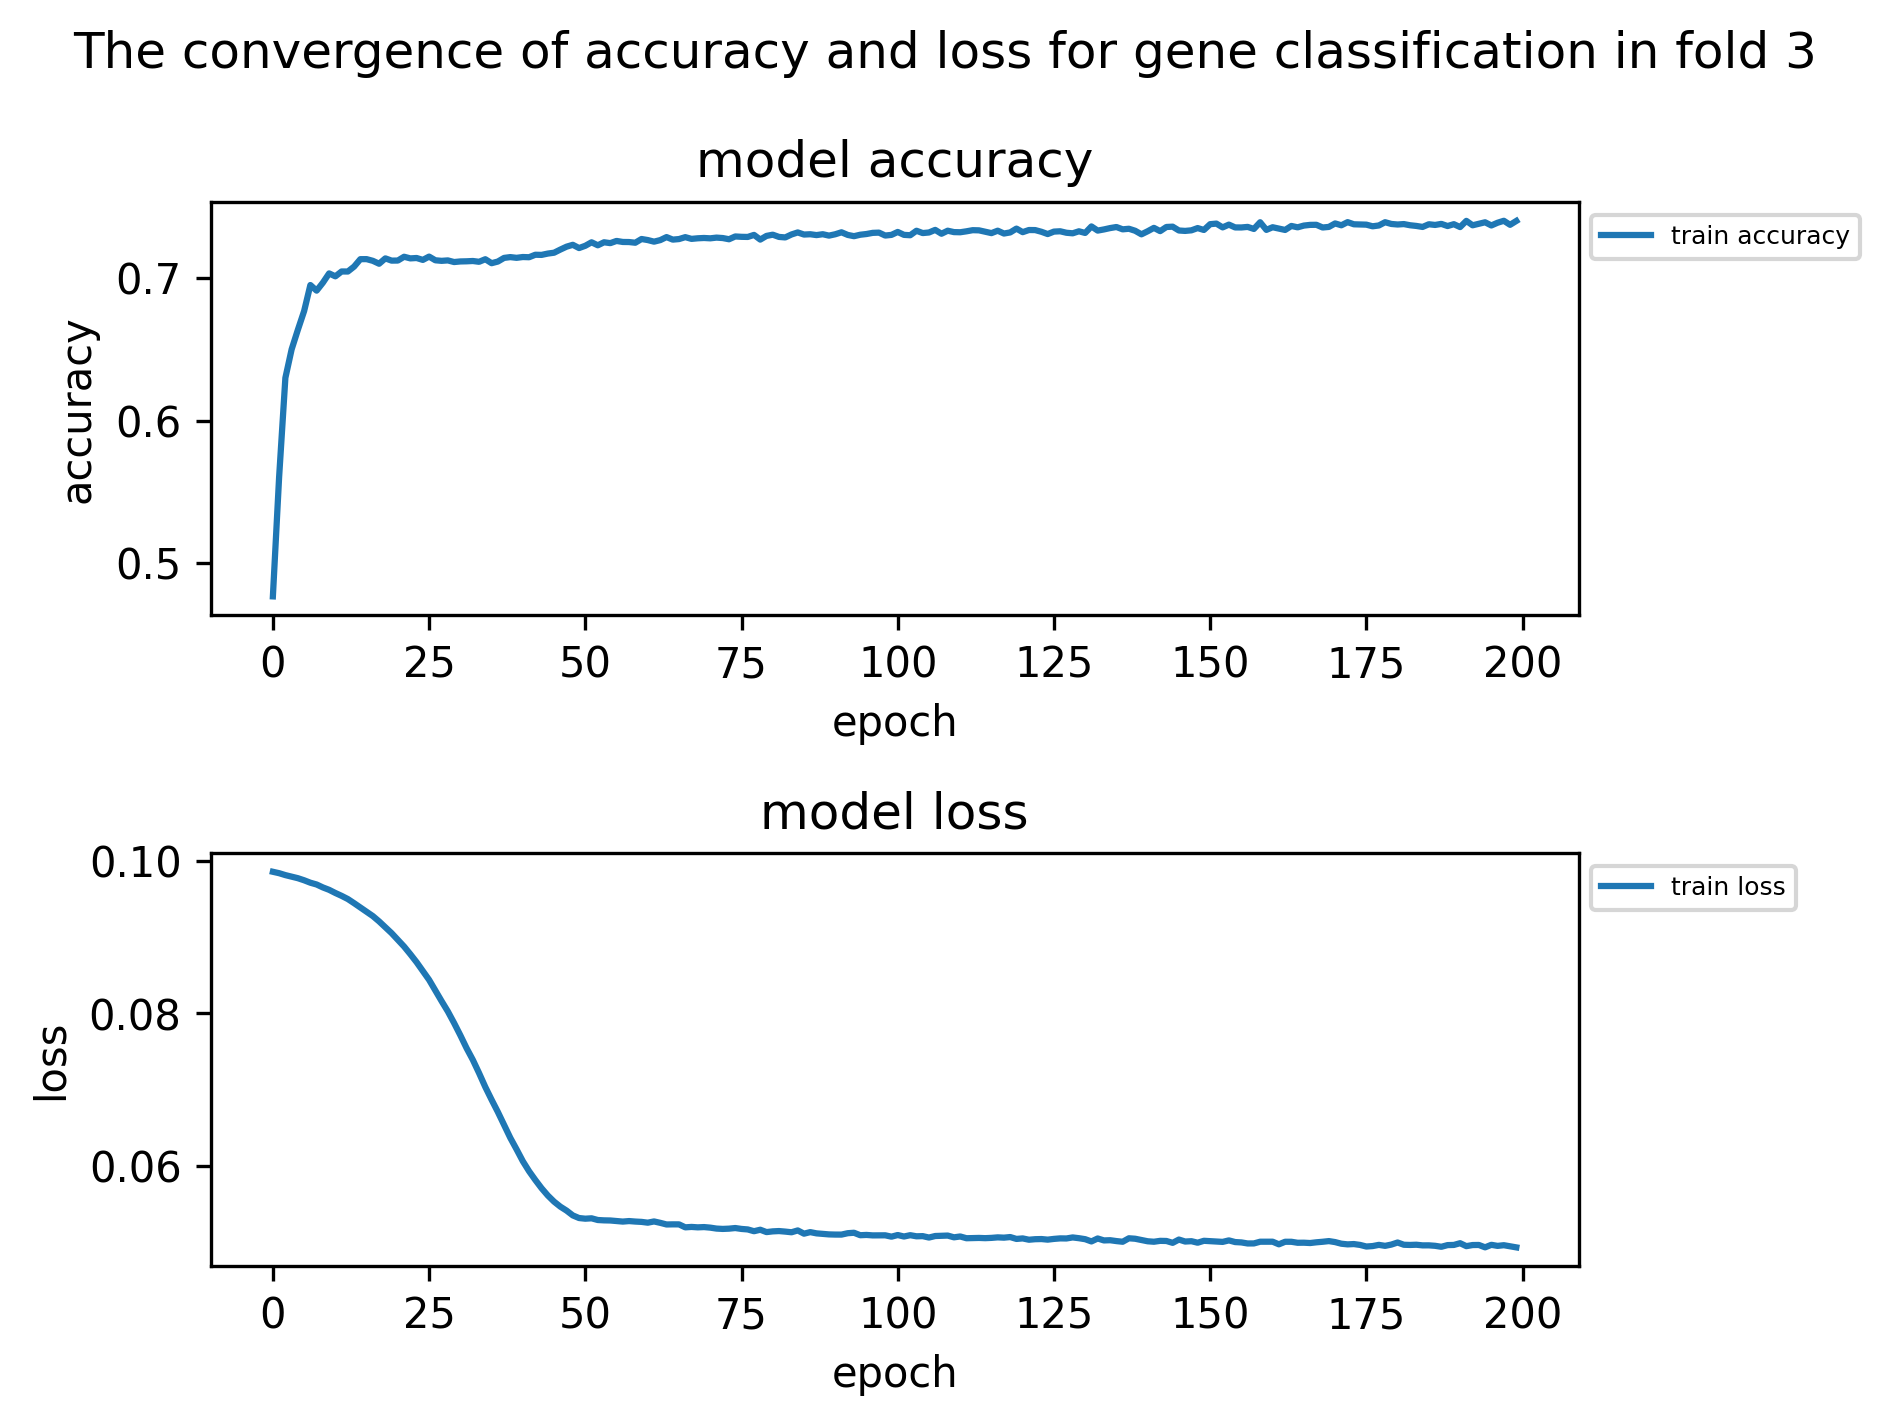 The convergence of accuracy and loss for gene classification in fold 3
model accuracy
train accuracy
0.7
0.6
0.5
accuracy
0 25 50 75 100 125 150 175 200
epoch
model loss
train loss
0.10
0.08
0.06
loss
0 25 50 75 100 125 150 175 200
epoch